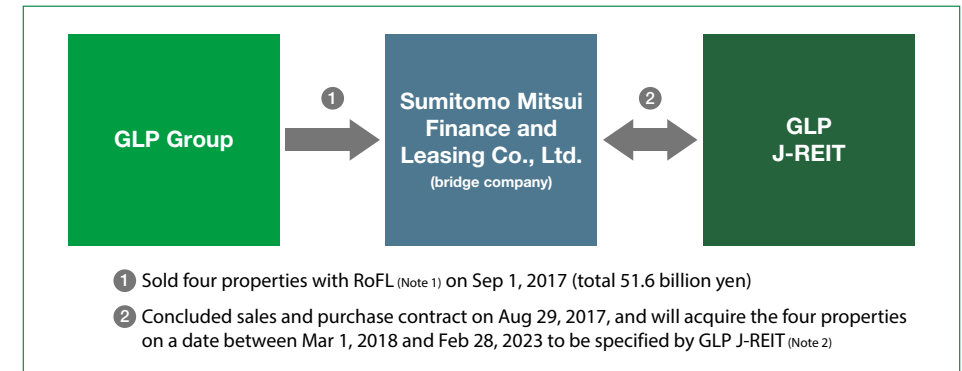 GLP Group
1
Sumitomo Mitsui
Finance and
Leasing Co., Ltd.
(bridge company)
2
GLP
J-REIT
1 Sold four properties with RoFL (Note 1) on Sep 1, 2017 (total 51.6 billion yen)
2 Concluded sales and purchase contract on Aug 29, 2017, and will acquire the four properties
on a date between Mar 1, 2018 and Feb 28, 2023 to be specified by GLP J-REIT (Note 2)